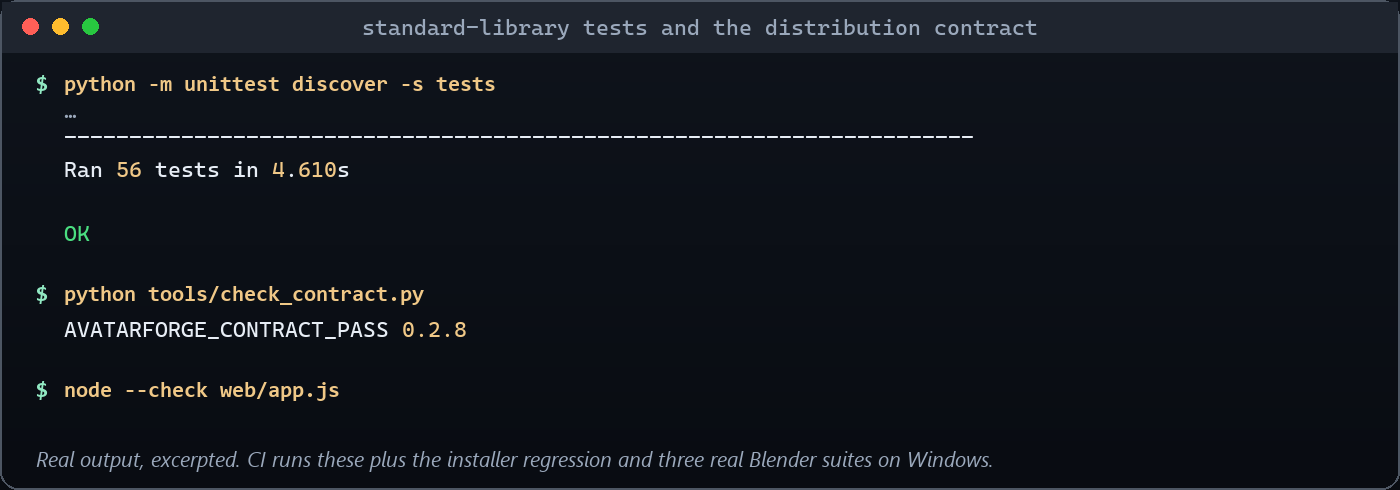 standard-library tests and the distribution contract
$ python -m unittest discover -s tests
…
----------------------------------------------------------------------
Ran 56 tests in 4.610s
OK
$ python tools/check_contract.py
AVATARFORGE_CONTRACT_PASS 0.2.8
$ node --check web/app.js
Real output, excerpted. CI runs these plus the installer regression and three real Blender suites on Windows.